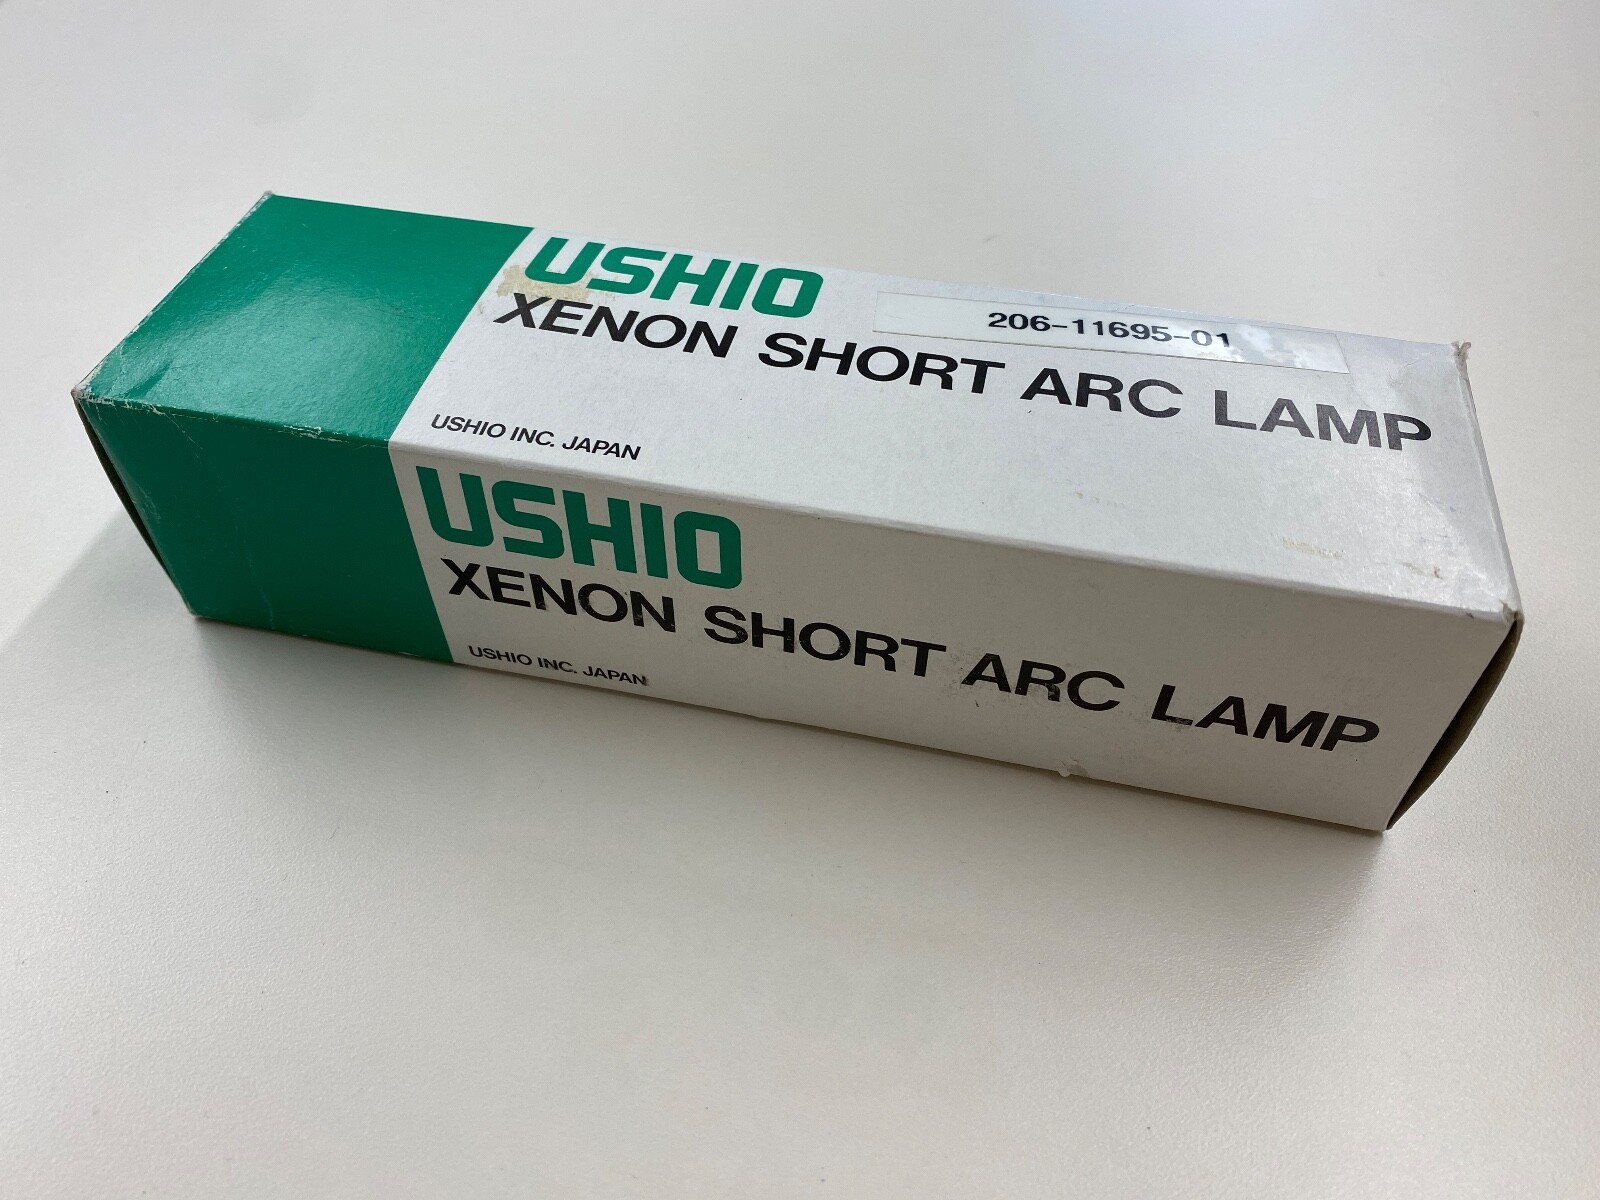 USHIO
206-11695-01
XENON SHORT ARC LAMP
USHIO INC. JAPAN
USHIO
XENON SHORT ARC LAMP
USHIO INC. JAPAN